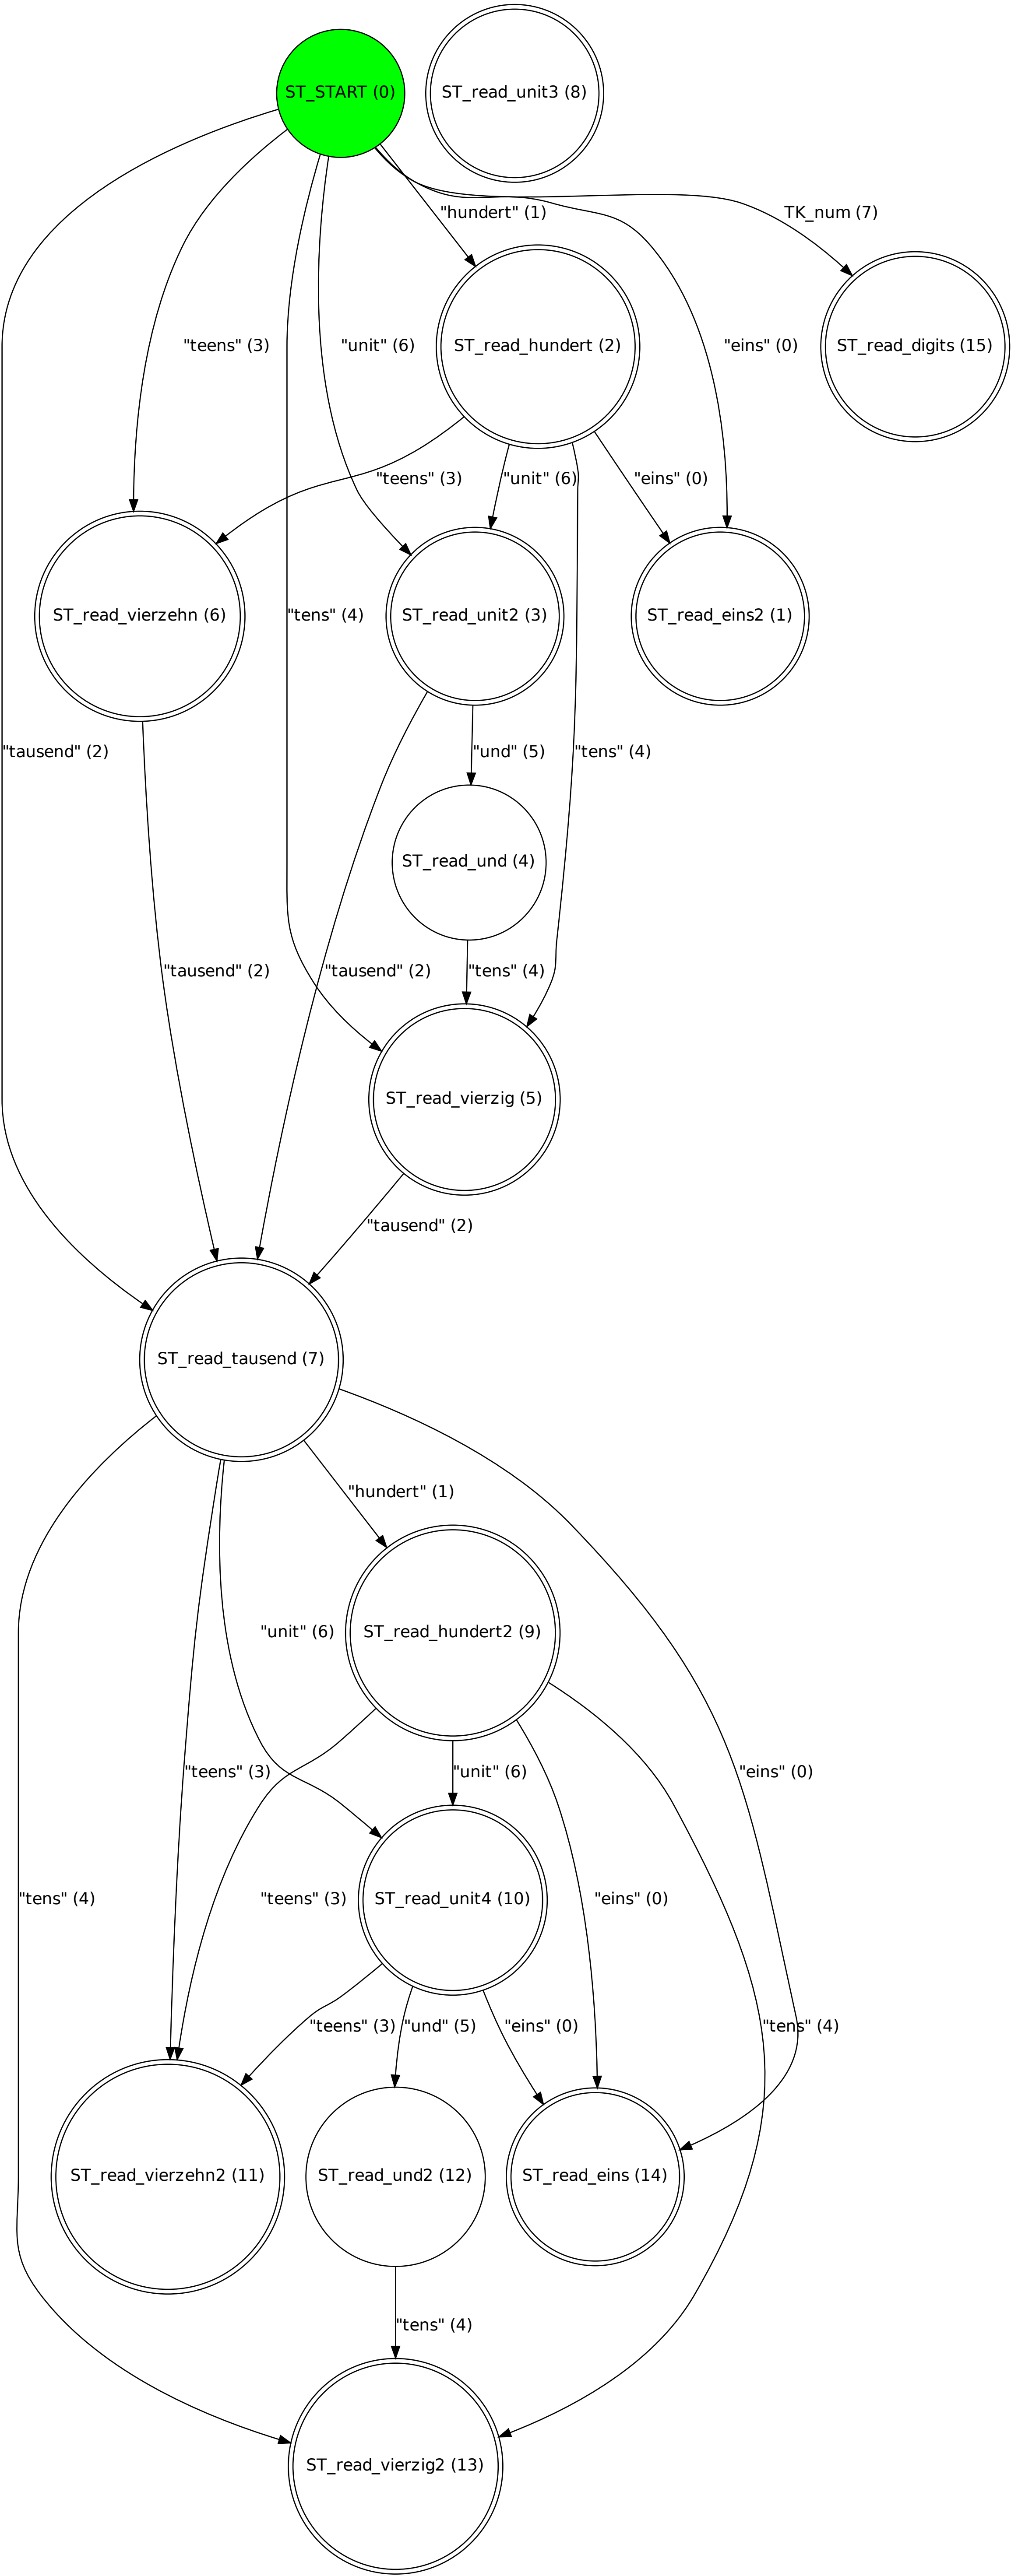 ST_START (0)
ST_read_unit3 (8)
"hundert" (1)
TK_num (7)
"teens" (3)
"unit" (6)
ST_read_hundert (2)
"eins" (0)
ST_read_digits (15)
"teens" (3)
"unit" (6)
"eins" (0)
ST_read_vierzehn (6)
"tens" (4)
ST_read_unit2 (3)
ST_read_eins2 (1)
"tausend" (2)
"und" (5)
"tens" (4)
ST_read_und (4)
"tausend" (2)
"tausend" (2)
"tens" (4)
ST_read_vierzig (5)
"tausend" (2)
ST_read_tausend (7)
"hundert" (1)
"unit" (6)
ST_read_hundert2 (9)
"teens" (3)
"unit" (6)
"eins" (0)
"tens" (4)
"teens" (3)
ST_read_unit4 (10)
"eins" (0)
"teens" (3)
"und" (5)
"eins" (0)
"tens" (4)
ST_read_vierzehn2 (11)
ST_read_und2 (12)
ST_read_eins (14)
"tens" (4)
ST_read_vierzig2 (13)